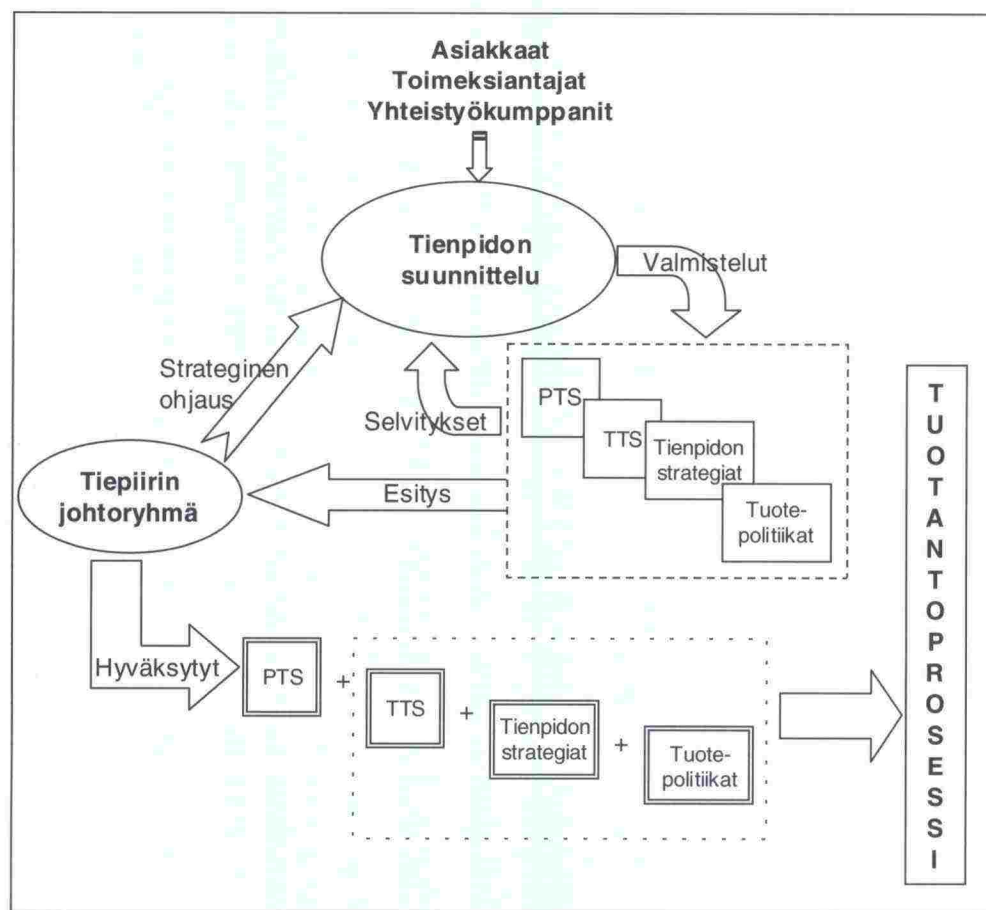 Asiakkaat
Toimeksiantajat
Yhteistyökumppanit
Tienpidon
suunnittelu
Valmistelut
Strateginen
ohjaus
Selvitykset
PTS
TTS
Tienpidon
strategiat
Tuote-
politiikat
Tiepiirin
johtoryhmä
Esitys
Hyväksytyt
PTS
+
TTS
+
Tienpidon
strategiat
+
Tuote-
politiikat
TUOTANTOPROSESSI